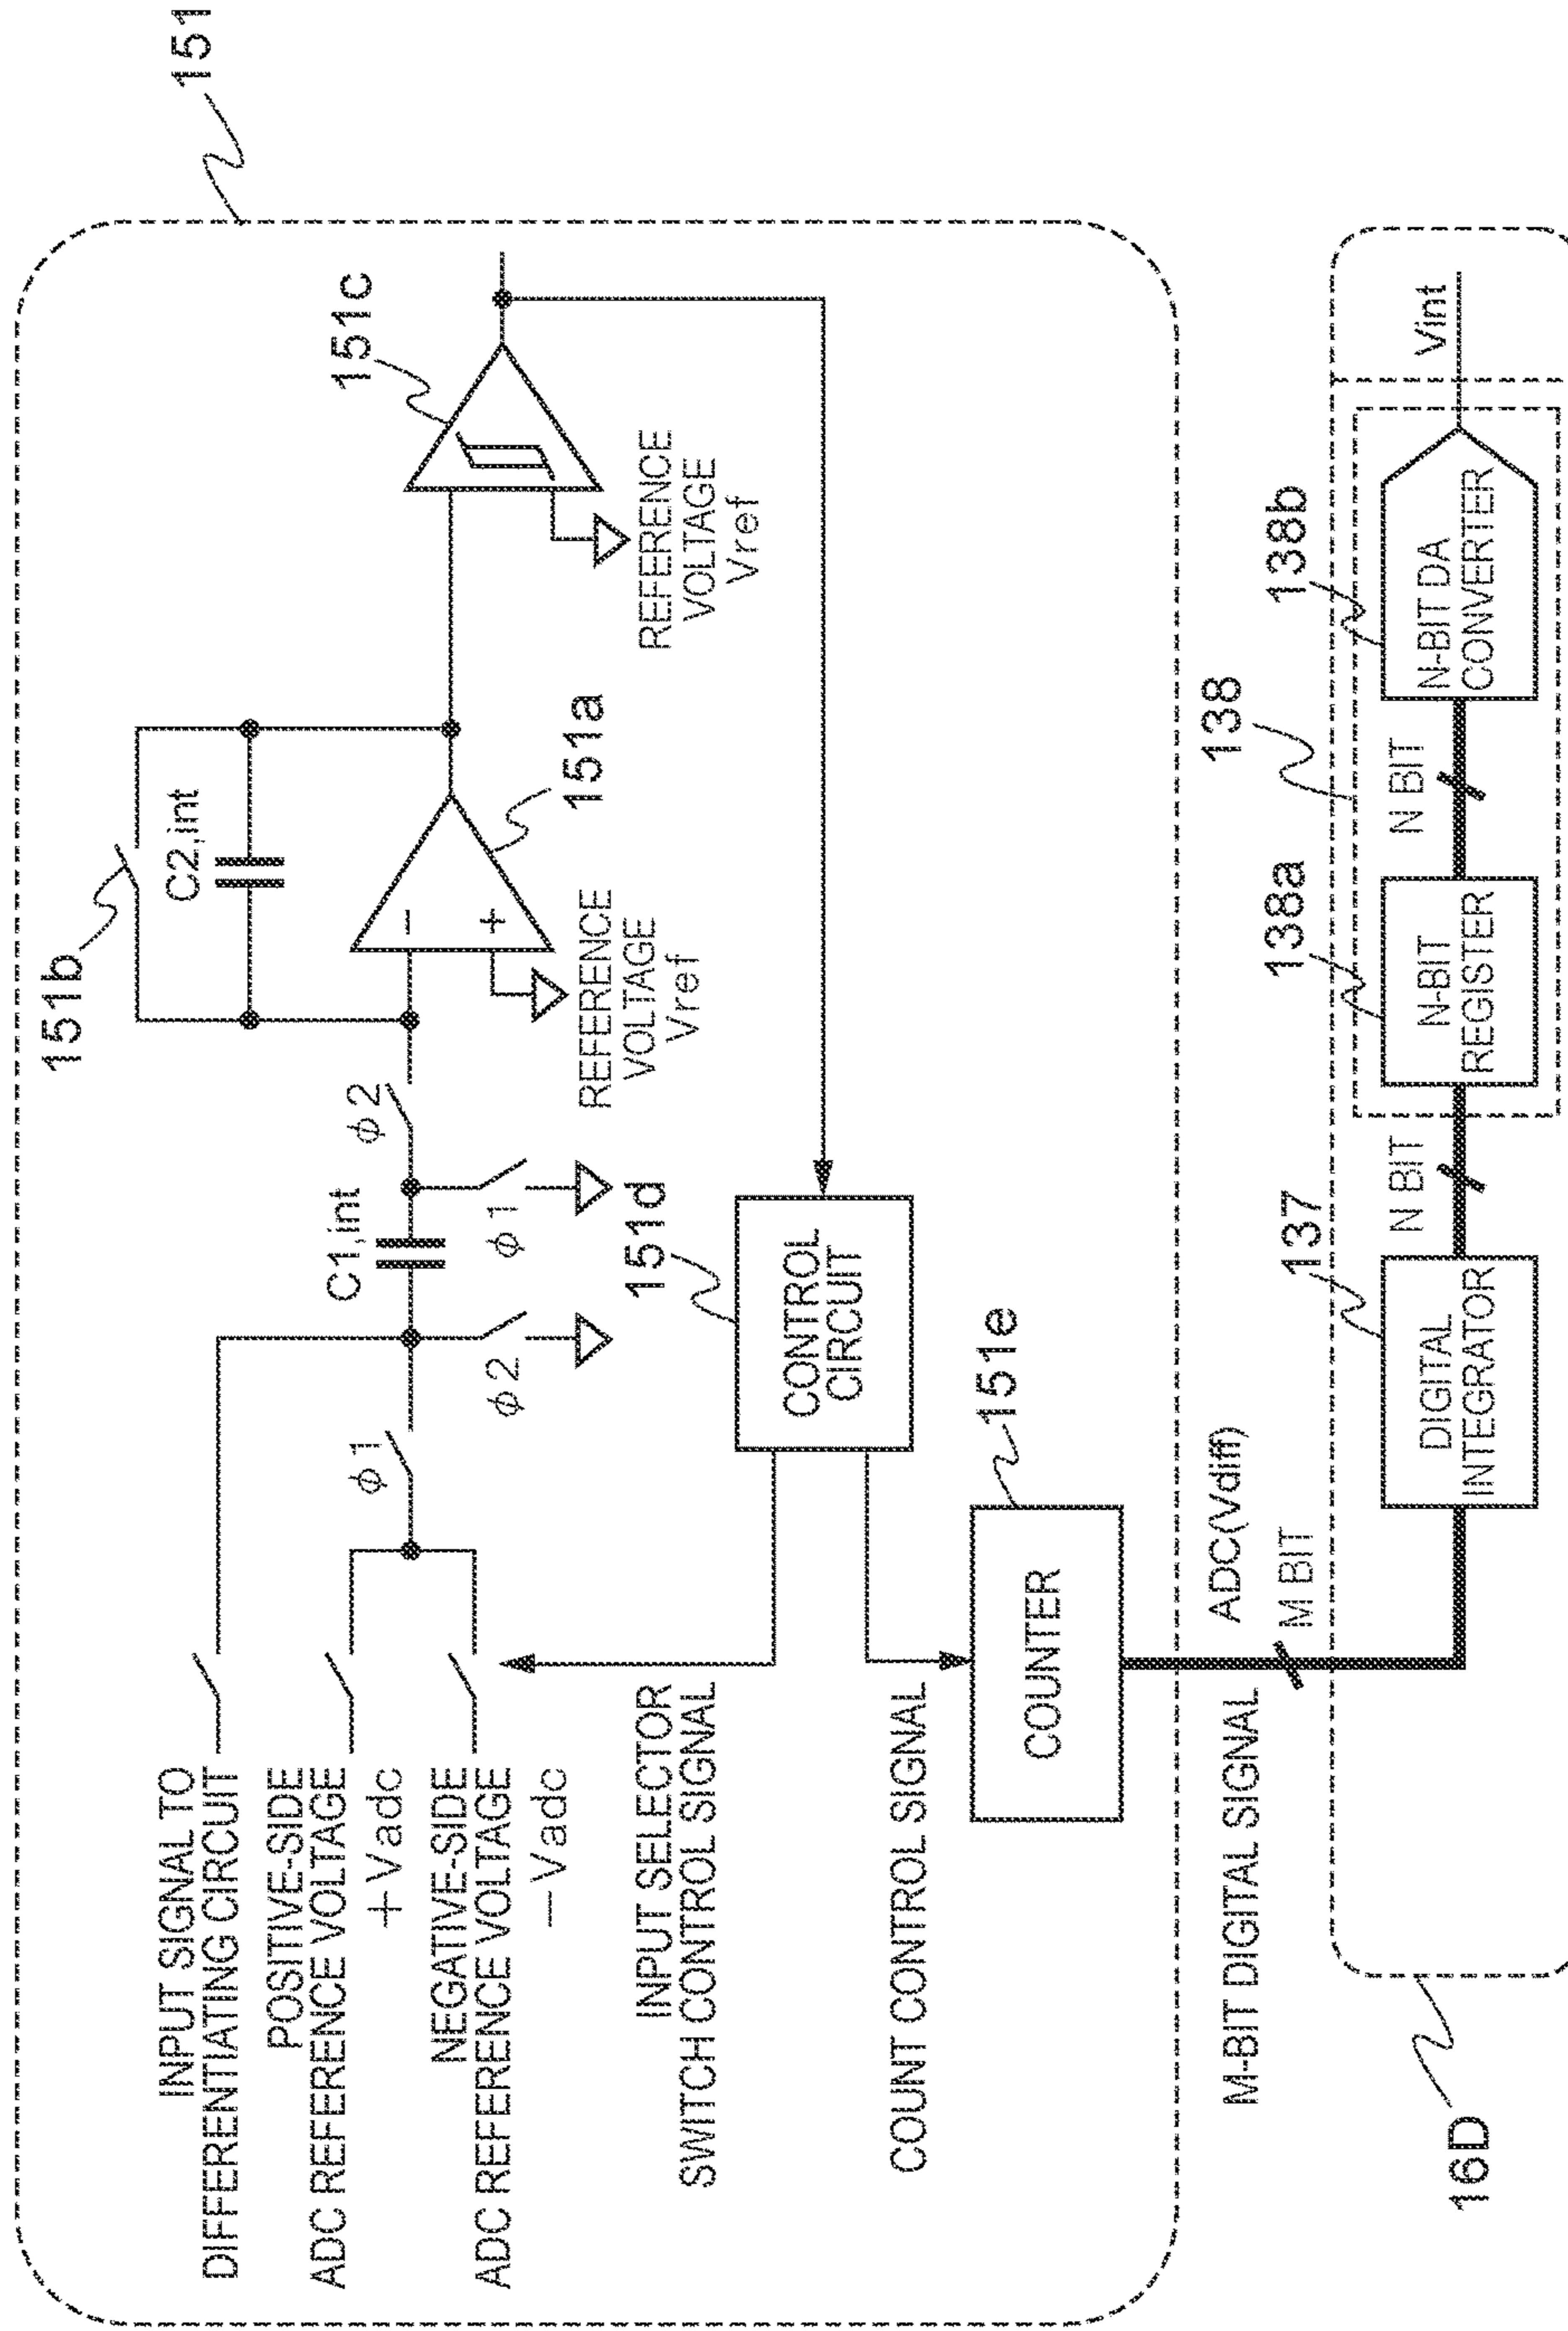 151
151b
C2,int
151c
INPUT SIGNAL TO
DIFFERENTIATING CIRCUIT
POSITIVE-SIDE
ADC REFERENCE VOLTAGE
+Vadc
NEGATIVE-SIDE
ADC REFERENCE VOLTAGE
−Vadc
ϕ1
ϕ2
C1,int
ϕ1
ϕ2
−
+
151a
REFERENCE
VOLTAGE
Vref
REFERENCE
VOLTAGE
Vref
INPUT SELECTOR
SWITCH CONTROL SIGNAL
151d
CONTROL
CIRCUIT
COUNT CONTROL SIGNAL
COUNTER
151e
M-BIT DIGITAL SIGNAL
ADC(Vdiff)
M BIT
16D
137
DIGITAL
INTEGRATOR
N BIT
138
138a
N-BIT
REGISTER
N BIT
138b
N-BIT DA
CONVERTER
Vint